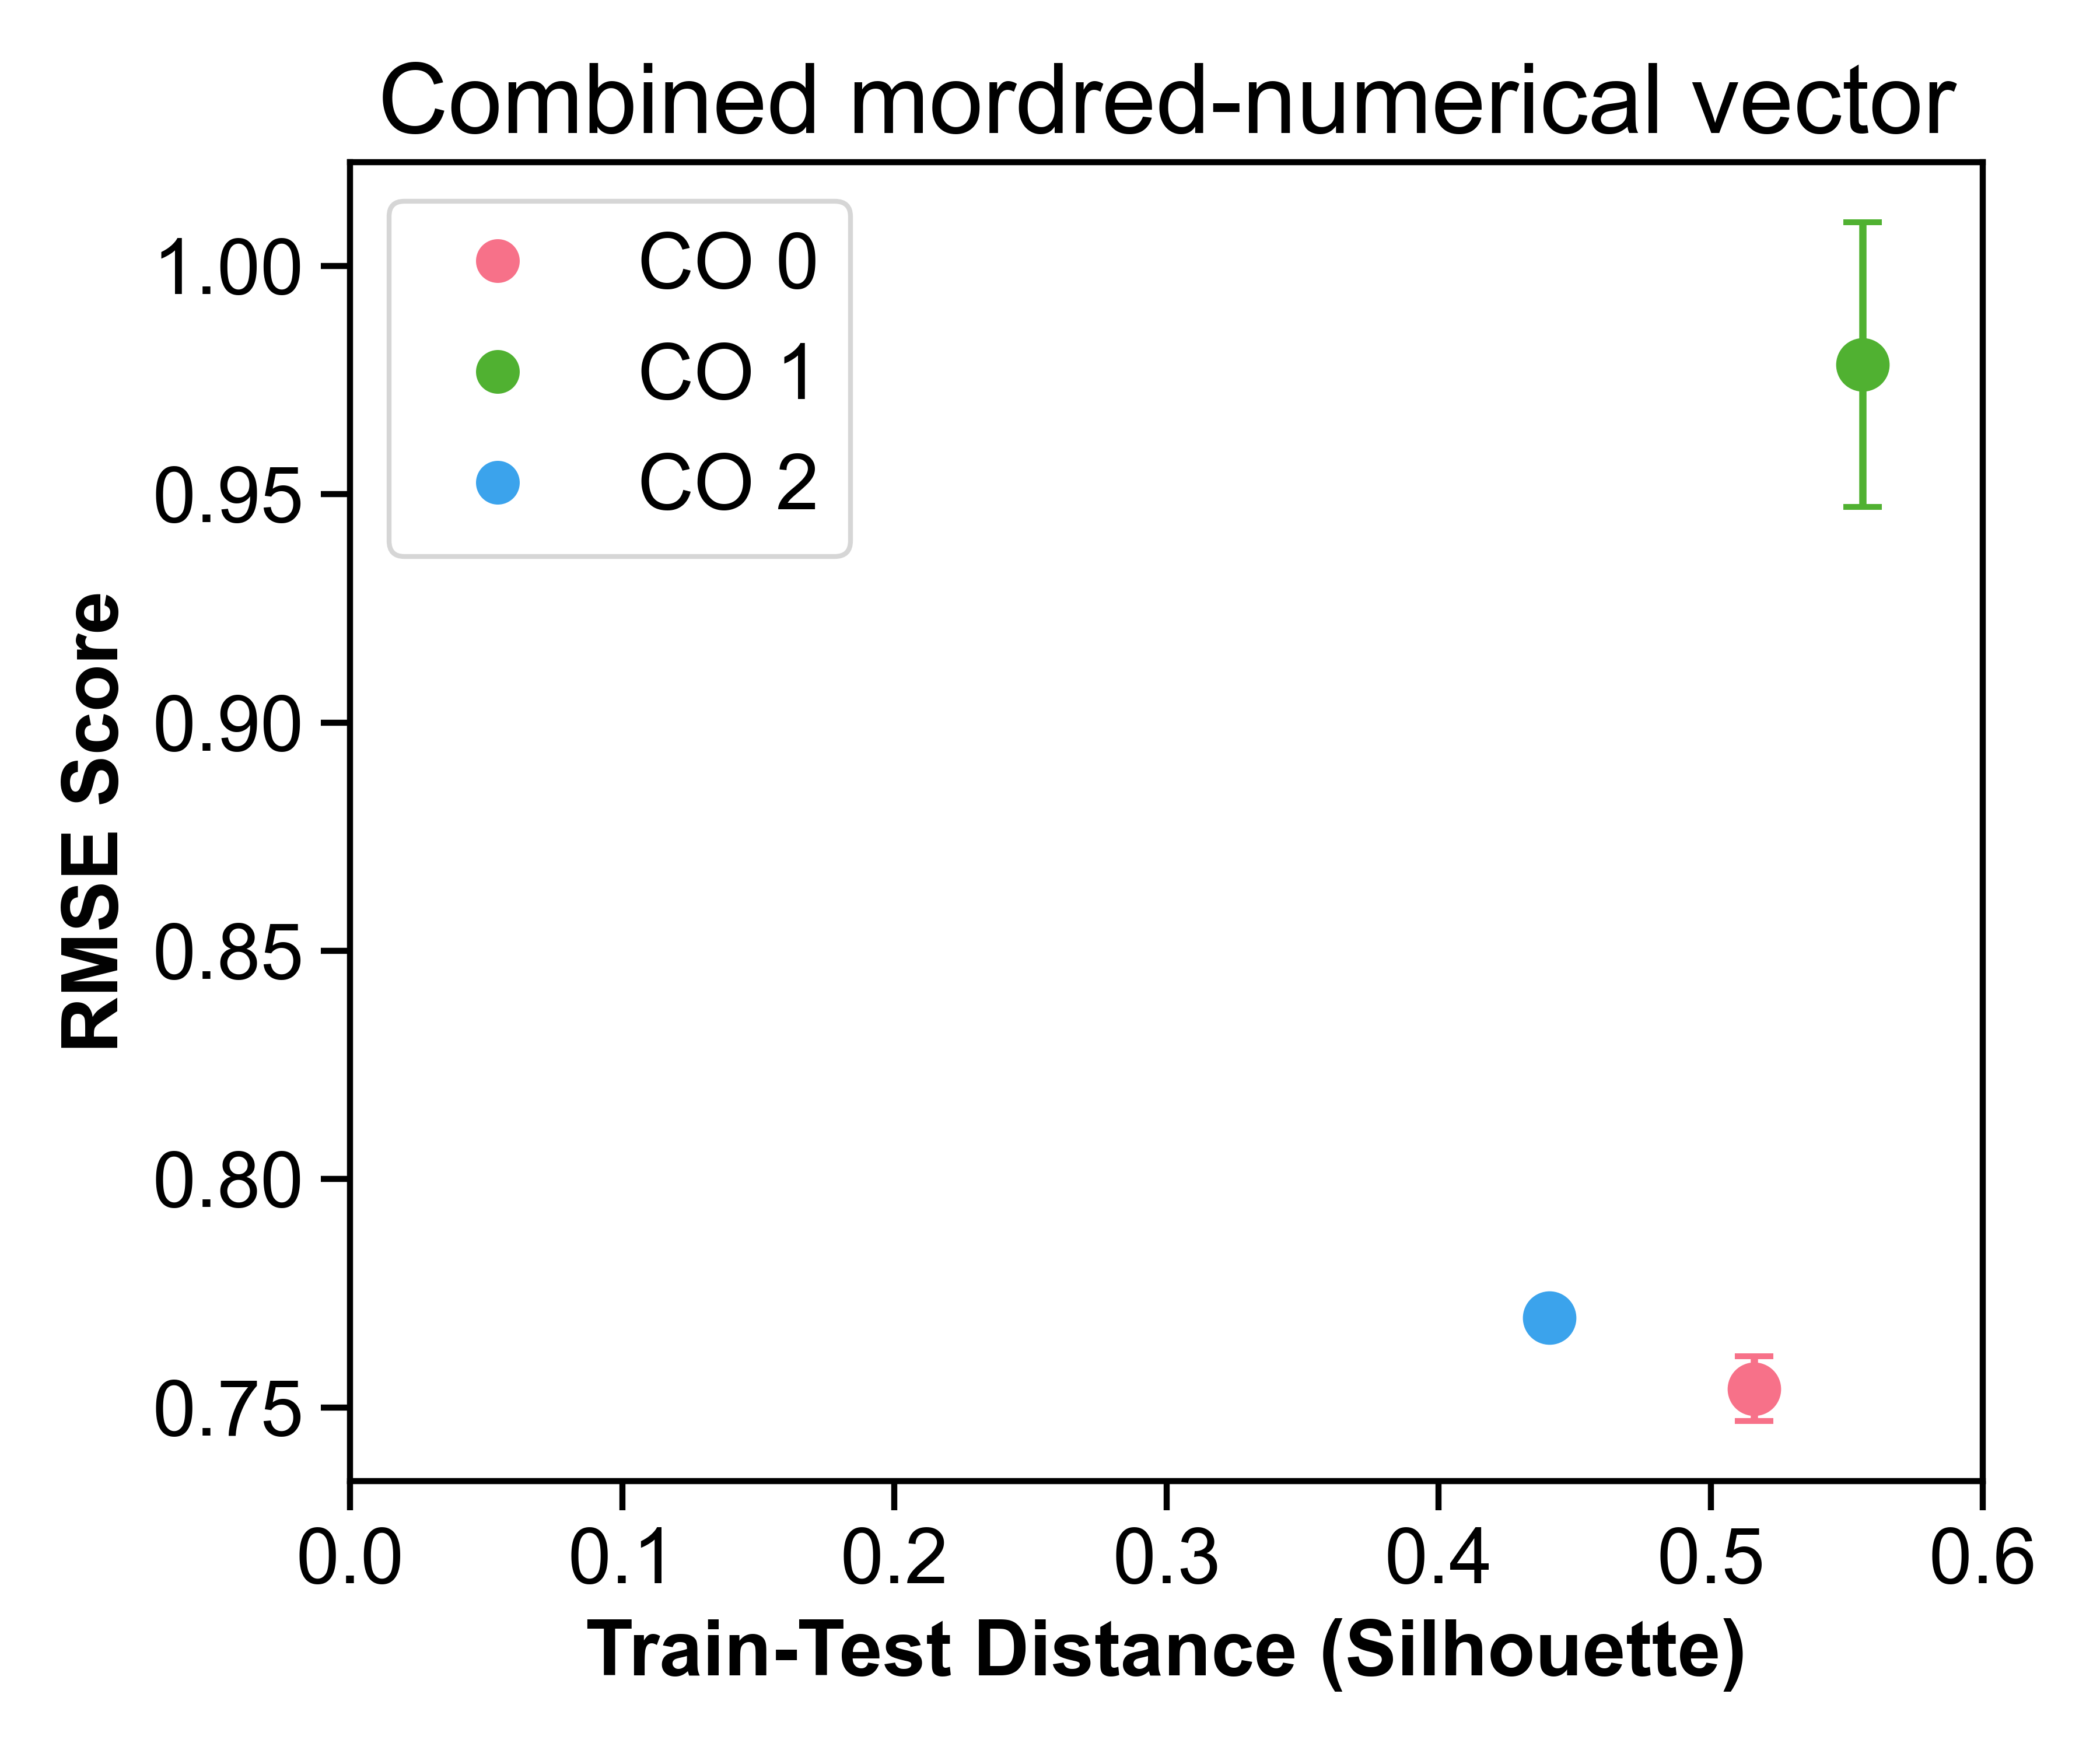 Combined mordred-numerical vector
CO 0
CO 1
CO 2
1.00
0.95
0.90
0.85
0.80
0.75
RMSE Score
0.0 0.1 0.2 0.3 0.4 0.5 0.6
Train-Test Distance (Silhouette)